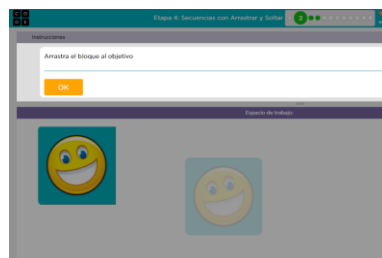 C O
D E
Etapa 4: Secuencias con Arrastrar y Soltar
2
Instrucciones
Arrastra el bloque al objetivo
OK
Espacio de trabajo